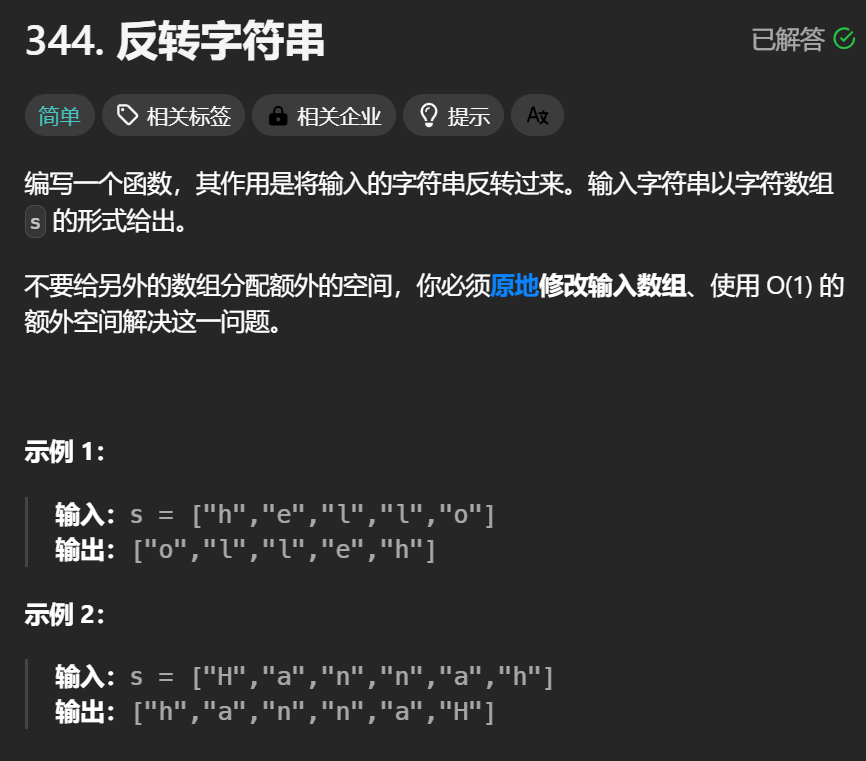 344. 反转字符串
已解答
简单 相关标签 相关企业 提示 A文
编写一个函数，其作用是将输入的字符串反转过来。输入字符串以字符数组
s 的形式给出。
不要给另外的数组分配额外的空间，你必须原地修改输入数组、使用 O(1) 的
额外空间解决这一问题。
示例 1：
输入：s = ["h","e","l","l","o"]
输出：["o","l","l","e","h"]
示例 2：
输入：s = ["H","a","n","n","a","h"]
输出：["h","a","n","n","a","H"]